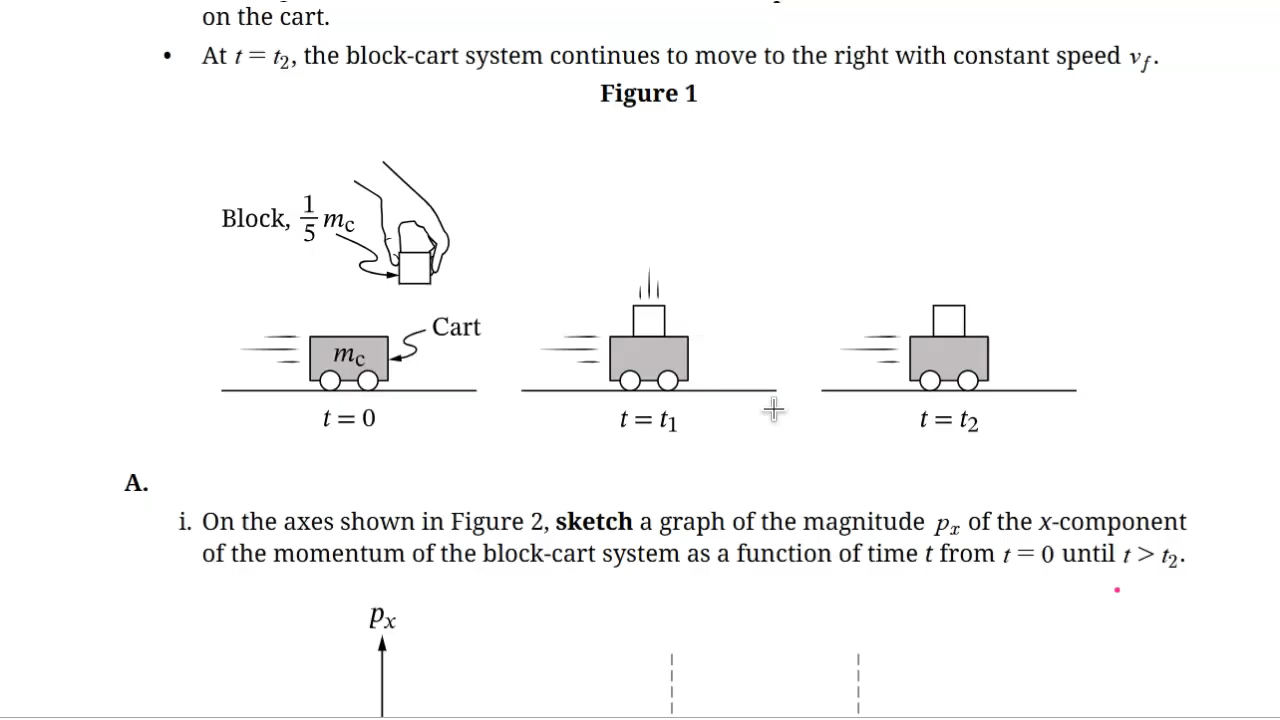 on the cart.
• At t = t₂, the block-cart system continues to move to the right with constant speed v_f.
Figure 1
Block, 1/5 m_c
Cart
m_c
t = 0
t = t₁
t = t₂
A.
i. On the axes shown in Figure 2, sketch a graph of the magnitude pₓ of the x-component
of the momentum of the block-cart system as a function of time t from t = 0 until t > t₂.
pₓ